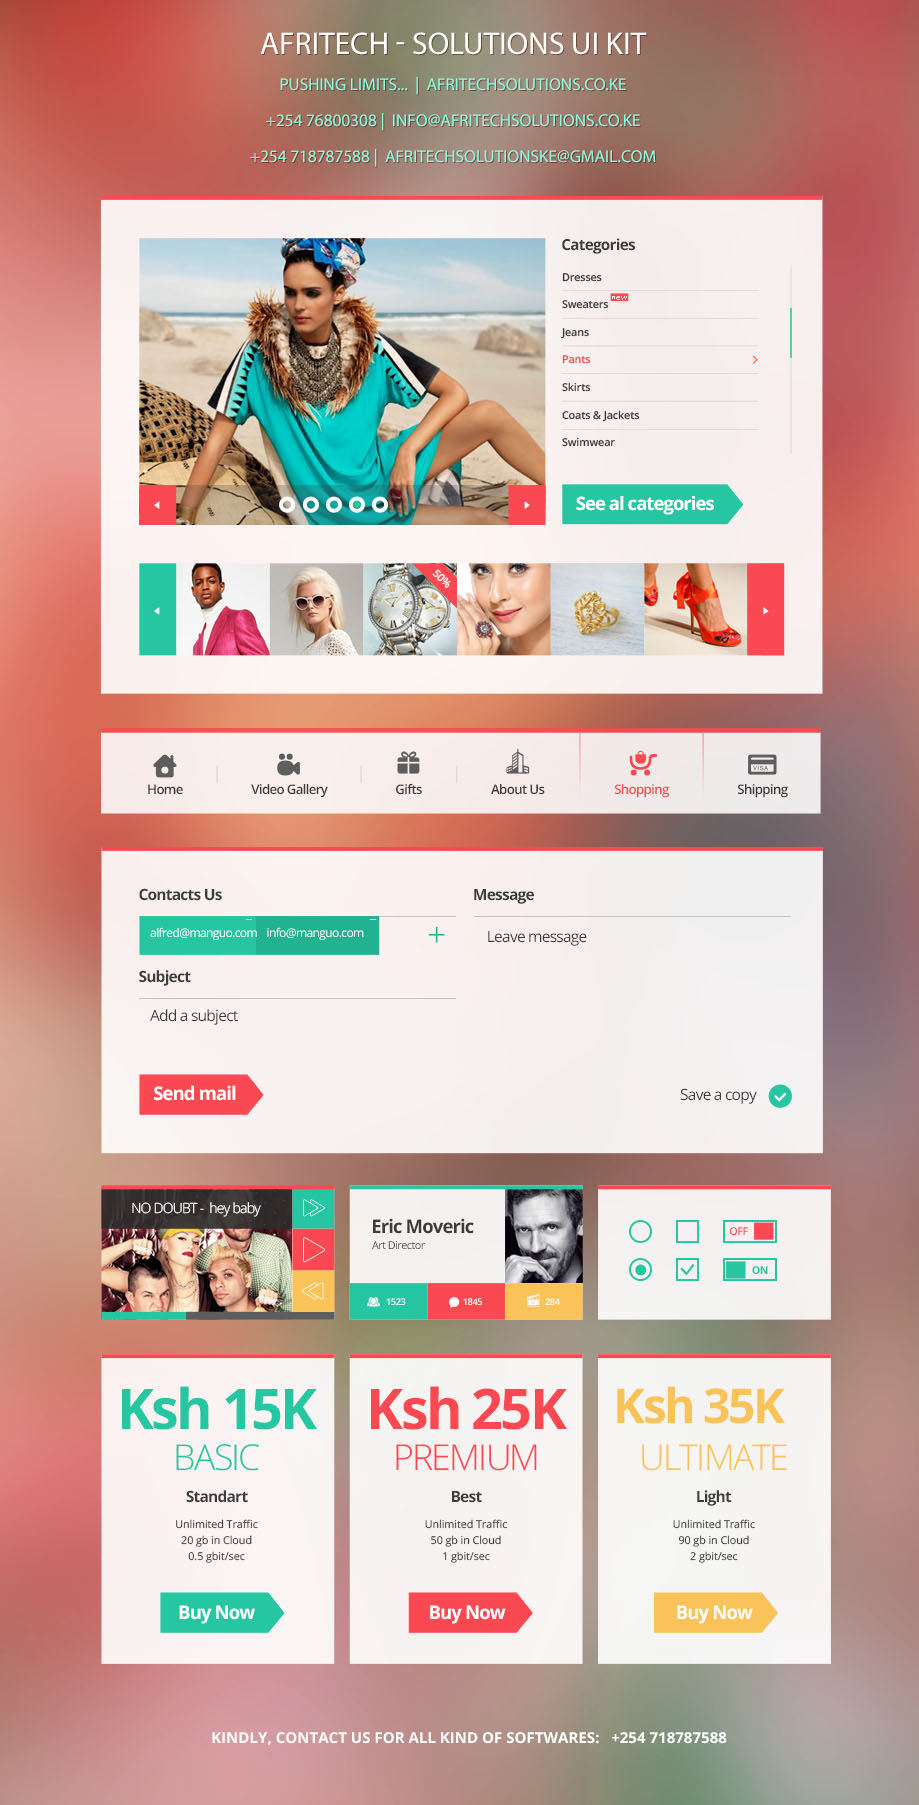 AFRITECH - SOLUTIONS UI KIT
PUSHING LIMITS... | AFRITECHSOLUTIONS.CO.KE
+254 76800308 | INFO@AFRITECHSOLUTIONS.CO.KE
+254 718787588 | AFRITECHSOLUTIONSKE@GMAIL.COM
Categories
Dresses
Sweaters new
Jeans
Pants
Skirts
Coats & Jackets
Swimwear
See al categories
50%
Home
Video Gallery
Gifts
About Us
Shopping
VISA
Shipping
Contacts Us
alfred@manguo.com info@manguo.com
Subject
Add a subject
Send mail
Message
Leave message
Save a copy
NO DOUBT - hey baby
Eric Moveric
Art Director
1523
1845
284
OFF
ON
Ksh 15K
BASIC
Standart
Unlimited Traffic
20 gb in Cloud
0.5 gbit/sec
Buy Now
Ksh 25K
PREMIUM
Best
Unlimited Traffic
50 gb in Cloud
1 gbit/sec
Buy Now
Ksh 35K
ULTIMATE
Light
Unlimited Traffic
90 gb in Cloud
2 gbit/sec
Buy Now
KINDLY, CONTACT US FOR ALL KIND OF SOFTWARES: +254 718787588